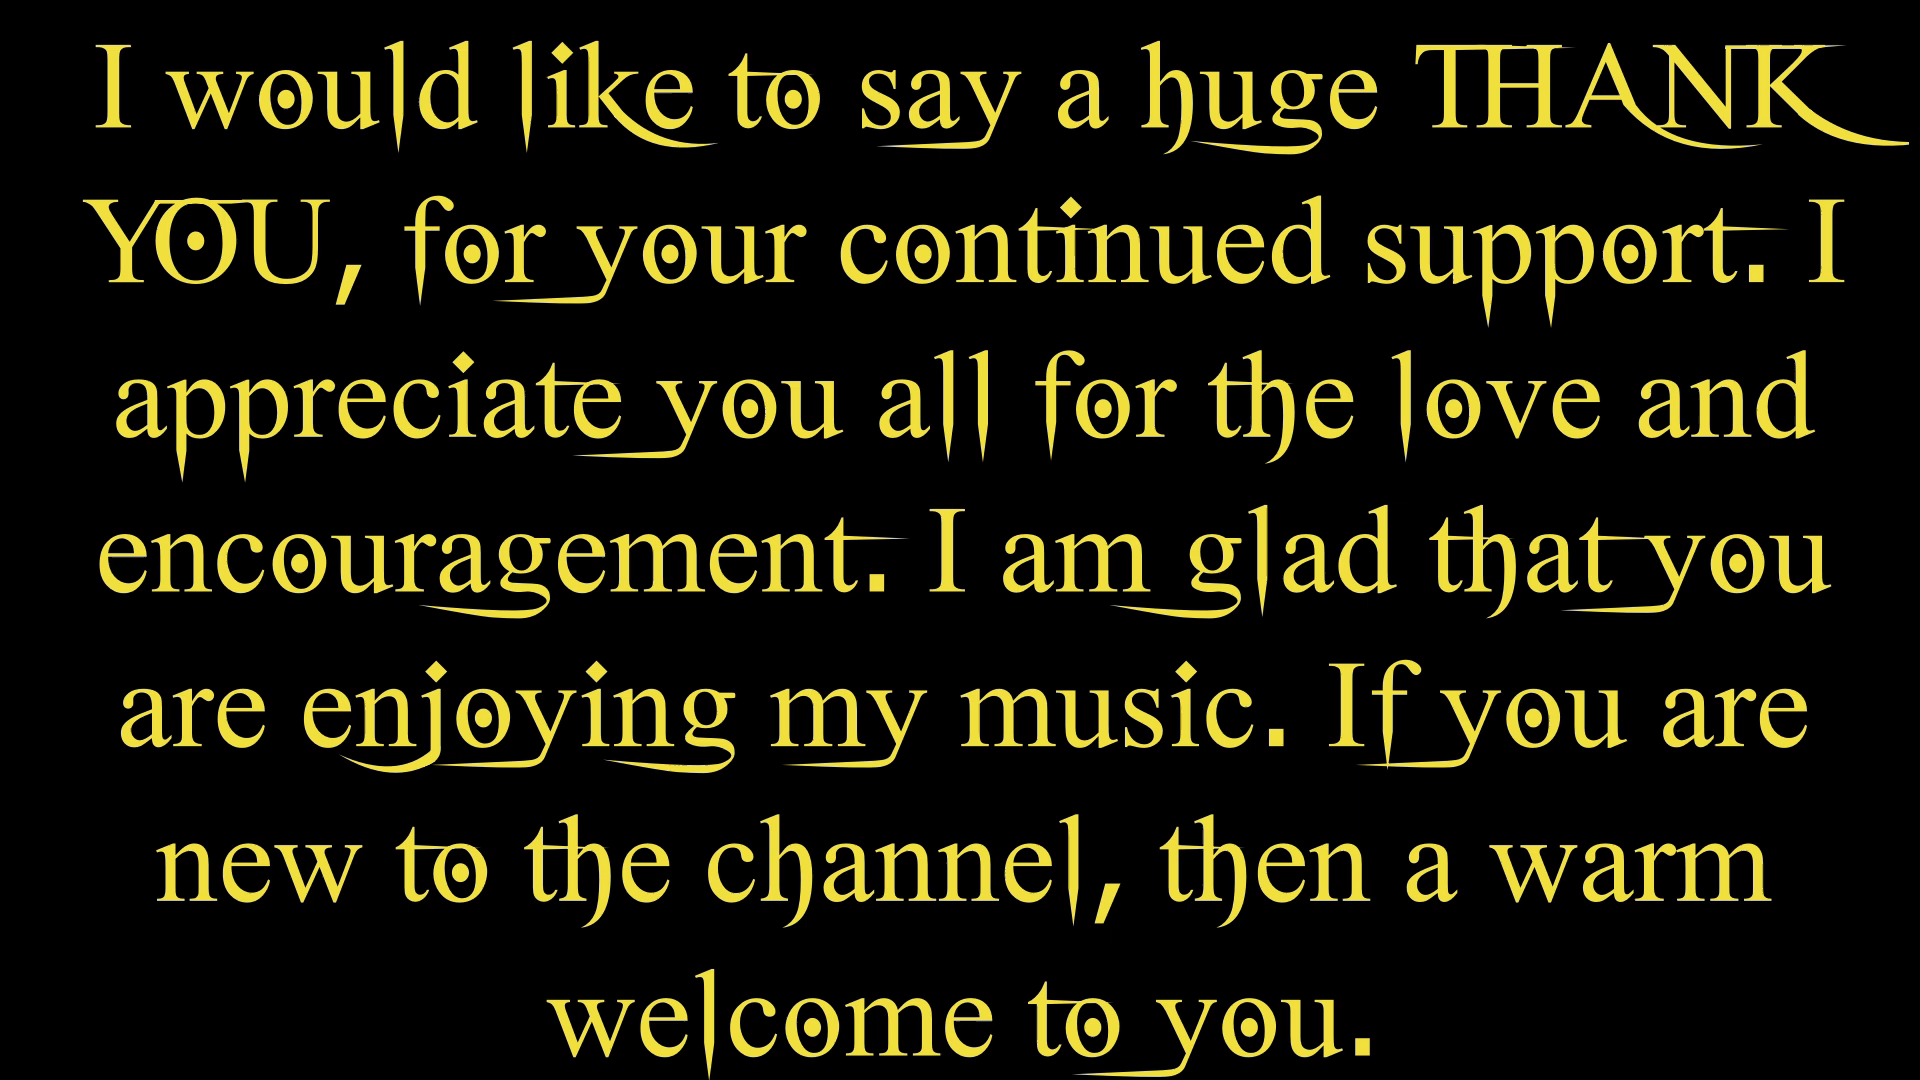 I would like to say a huge THANK
YOU, for your continued support. I
appreciate you all for the love and
encouragement. I am glad that you
are enjoying my music. If you are
new to the channel, then a warm
welcome to you.